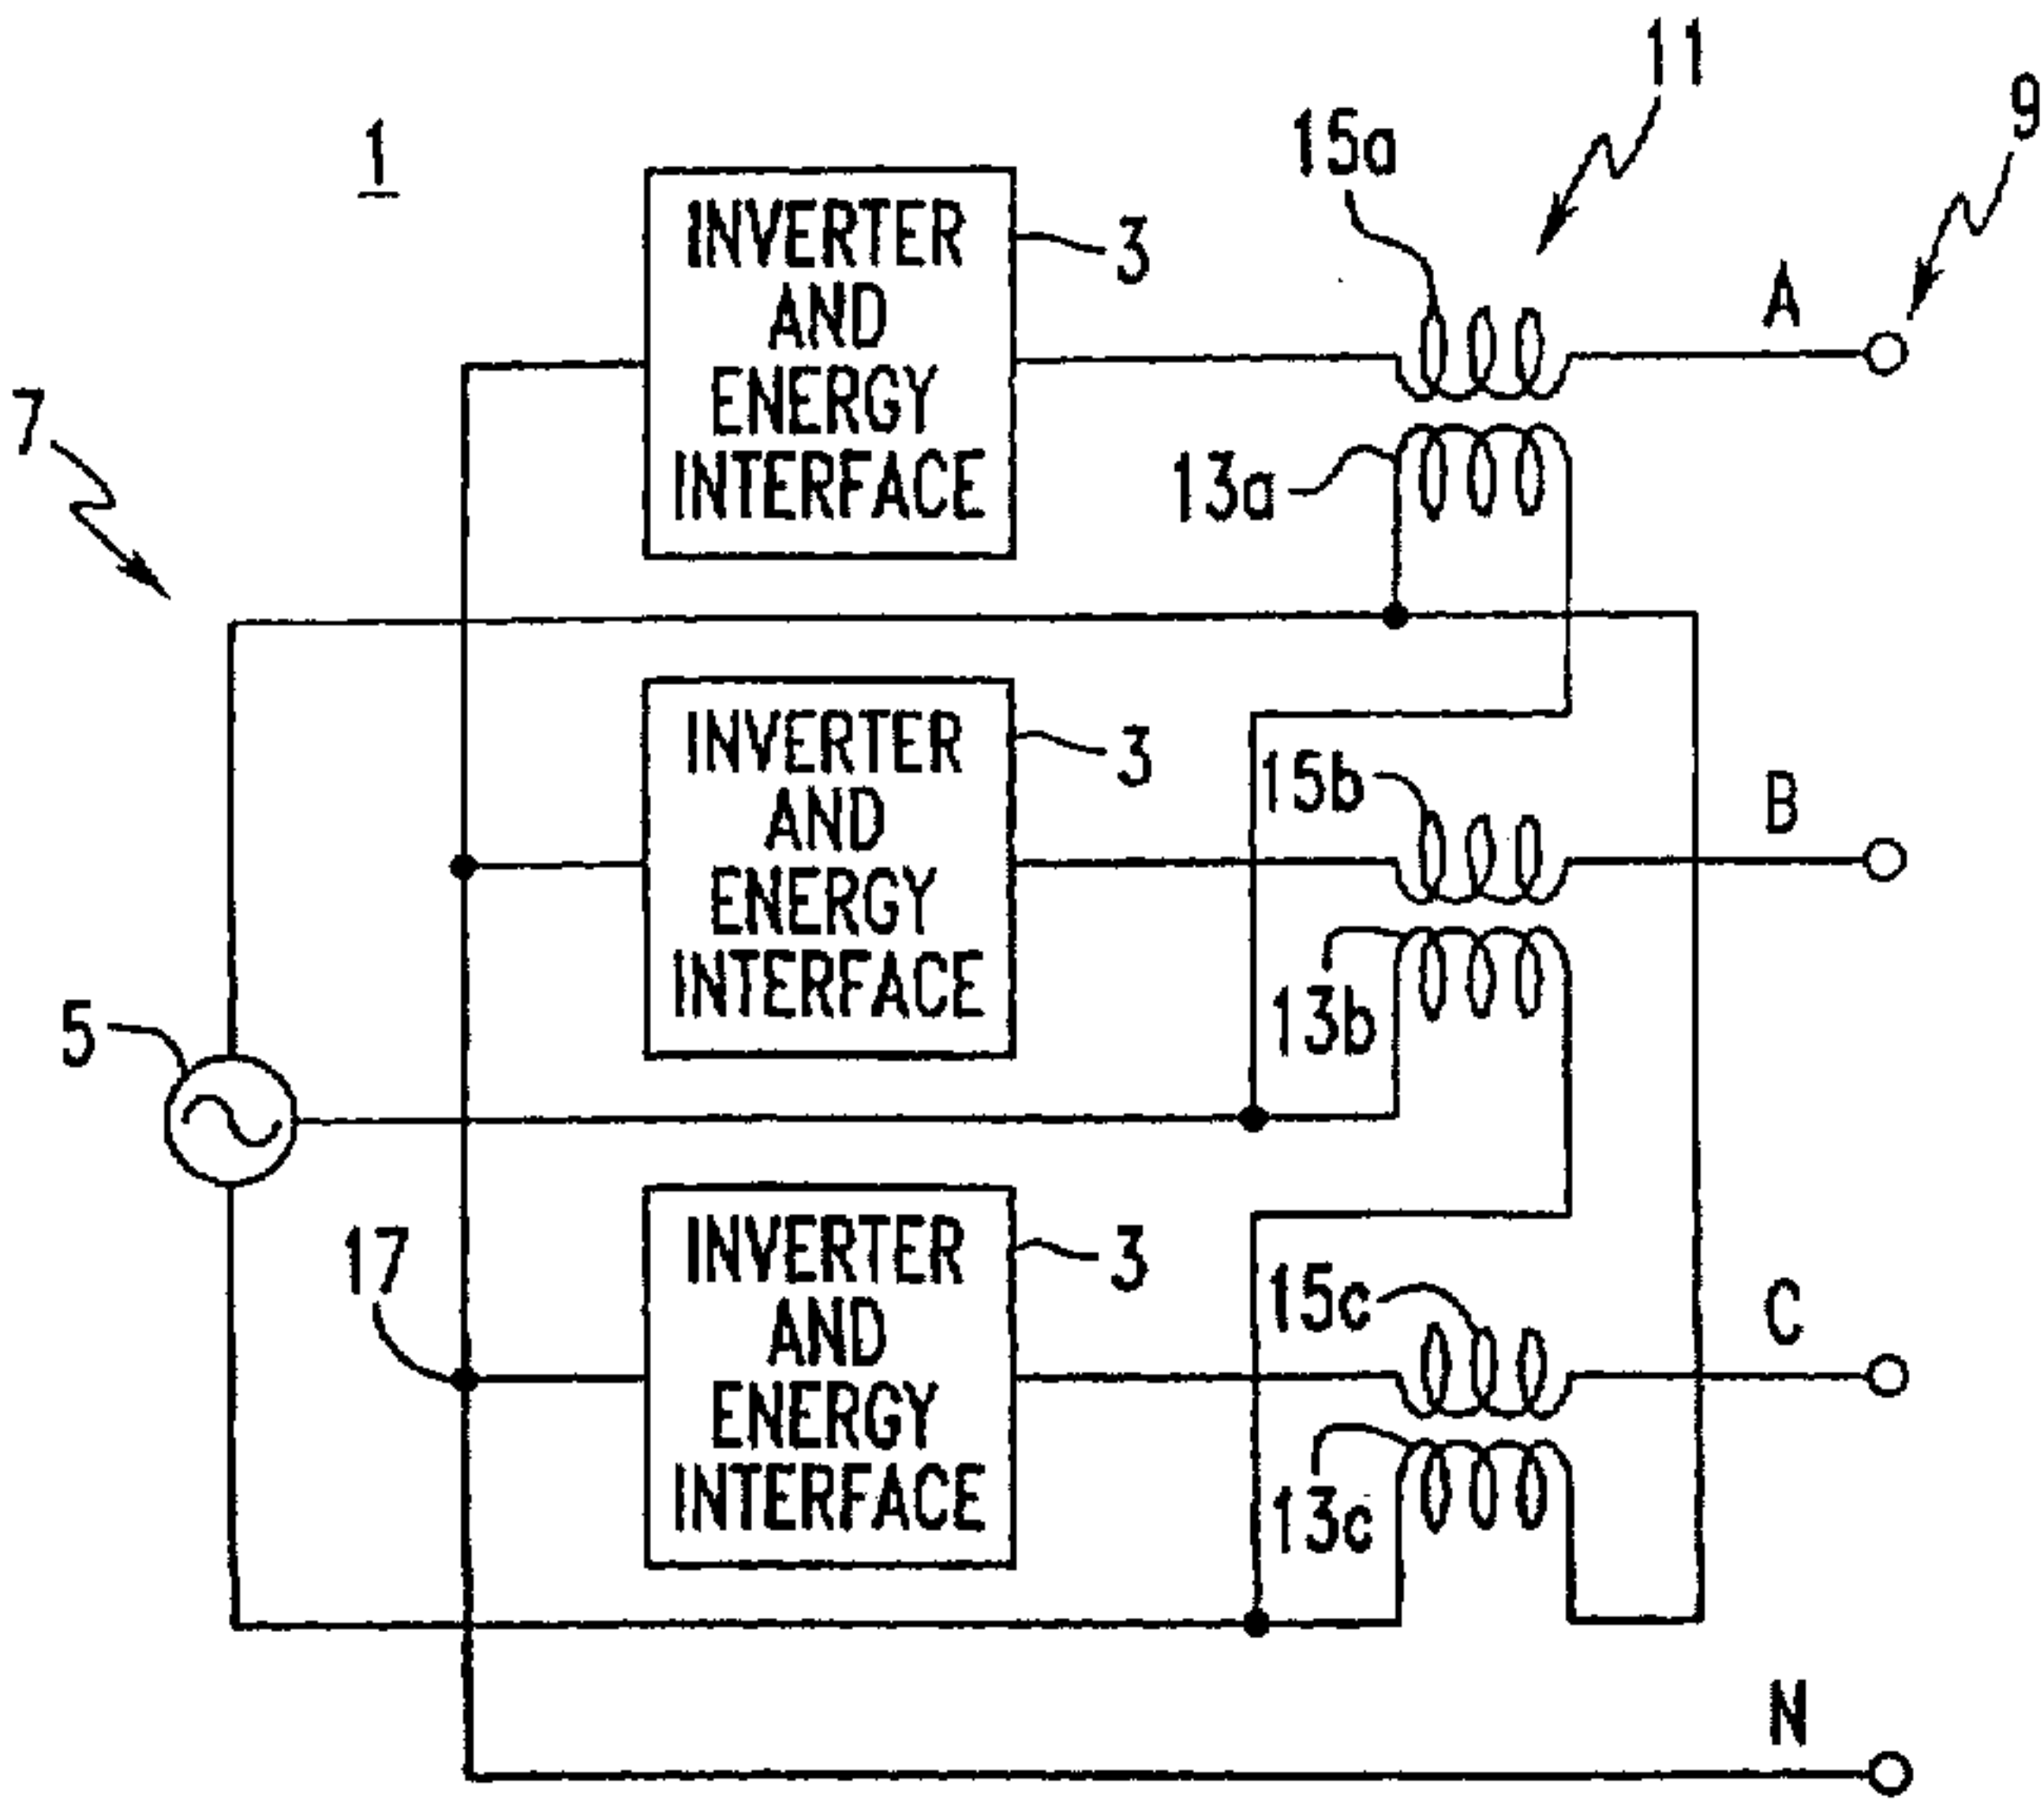 11
9
1
15a
INVERTER
AND
ENERGY
INTERFACE
3
A
7
13a
INVERTER
AND
ENERGY
INTERFACE
3
15b
B
13b
5
17
INVERTER
AND
ENERGY
INTERFACE
3
15c
C
13c
N